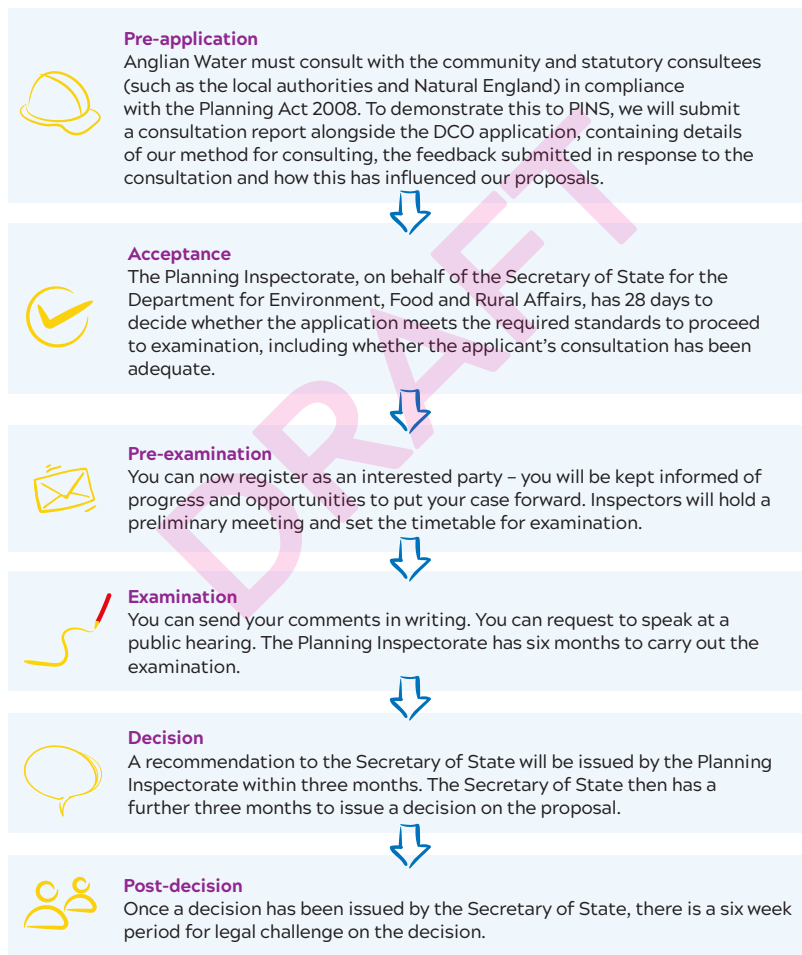 Pre-application
Anglian Water must consult with the community and statutory consultees
(such as the local authorities and Natural England) in compliance
with the Planning Act 2008. To demonstrate this to PINS, we will submit
a consultation report alongside the DCO application, containing details
of our method for consulting, the feedback submitted in response to the
consultation and how this has influenced our proposals.
Acceptance
The Planning Inspectorate, on behalf of the Secretary of State for the
Department for Environment, Food and Rural Affairs, has 28 days to
decide whether the application meets the required standards to proceed
to examination, including whether the applicant's consultation has been
adequate.
Pre-examination
You can now register as an interested party – you will be kept informed of
progress and opportunities to put your case forward. Inspectors will hold a
preliminary meeting and set the timetable for examination.
Examination
You can send your comments in writing. You can request to speak at a
public hearing. The Planning Inspectorate has six months to carry out the
examination.
Decision
A recommendation to the Secretary of State will be issued by the Planning
Inspectorate within three months. The Secretary of State then has a
further three months to issue a decision on the proposal.
Post-decision
Once a decision has been issued by the Secretary of State, there is a six week
period for legal challenge on the decision.
DRAFT